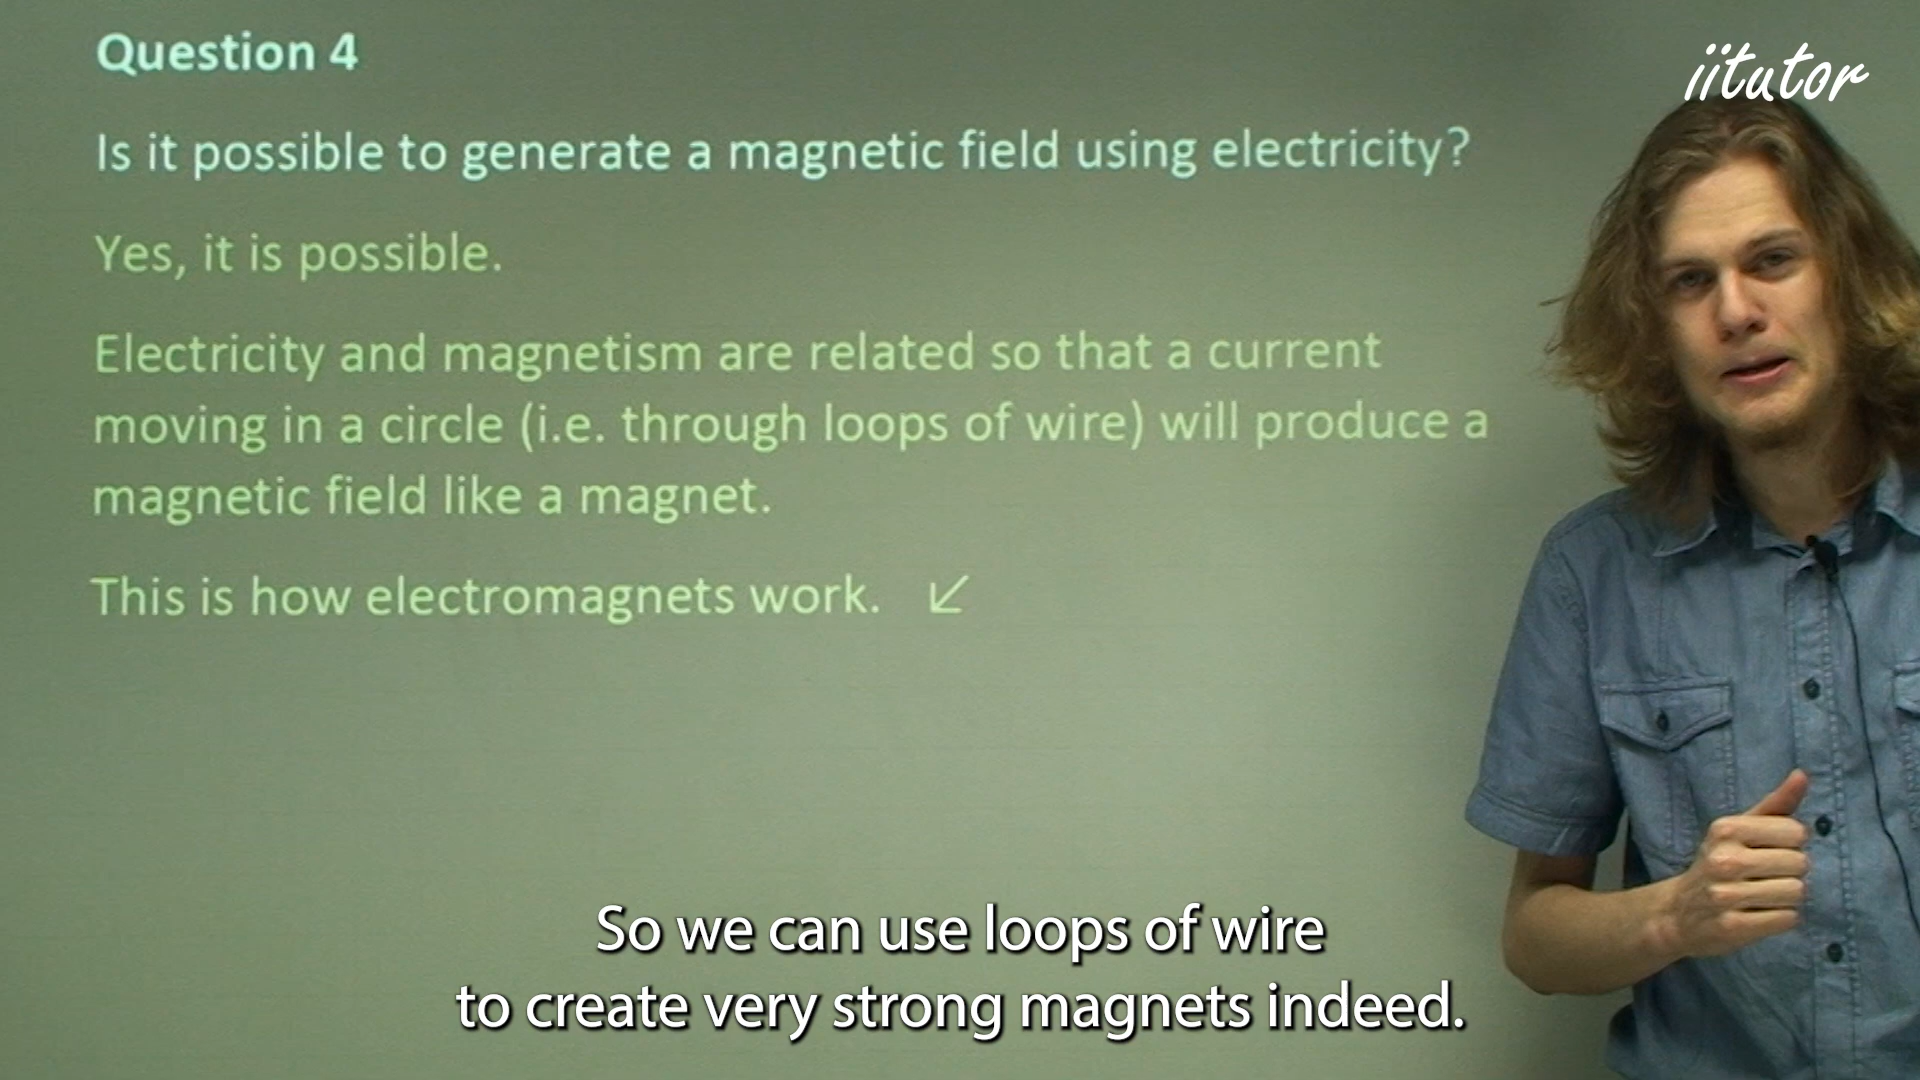 Question 4
iitutor
Is it possible to generate a magnetic field using electricity?
Yes, it is possible.
Electricity and magnetism are related so that a current
moving in a circle (i.e. through loops of wire) will produce a
magnetic field like a magnet.
This is how electromagnets work.
So we can use loops of wire
to create very strong magnets indeed.